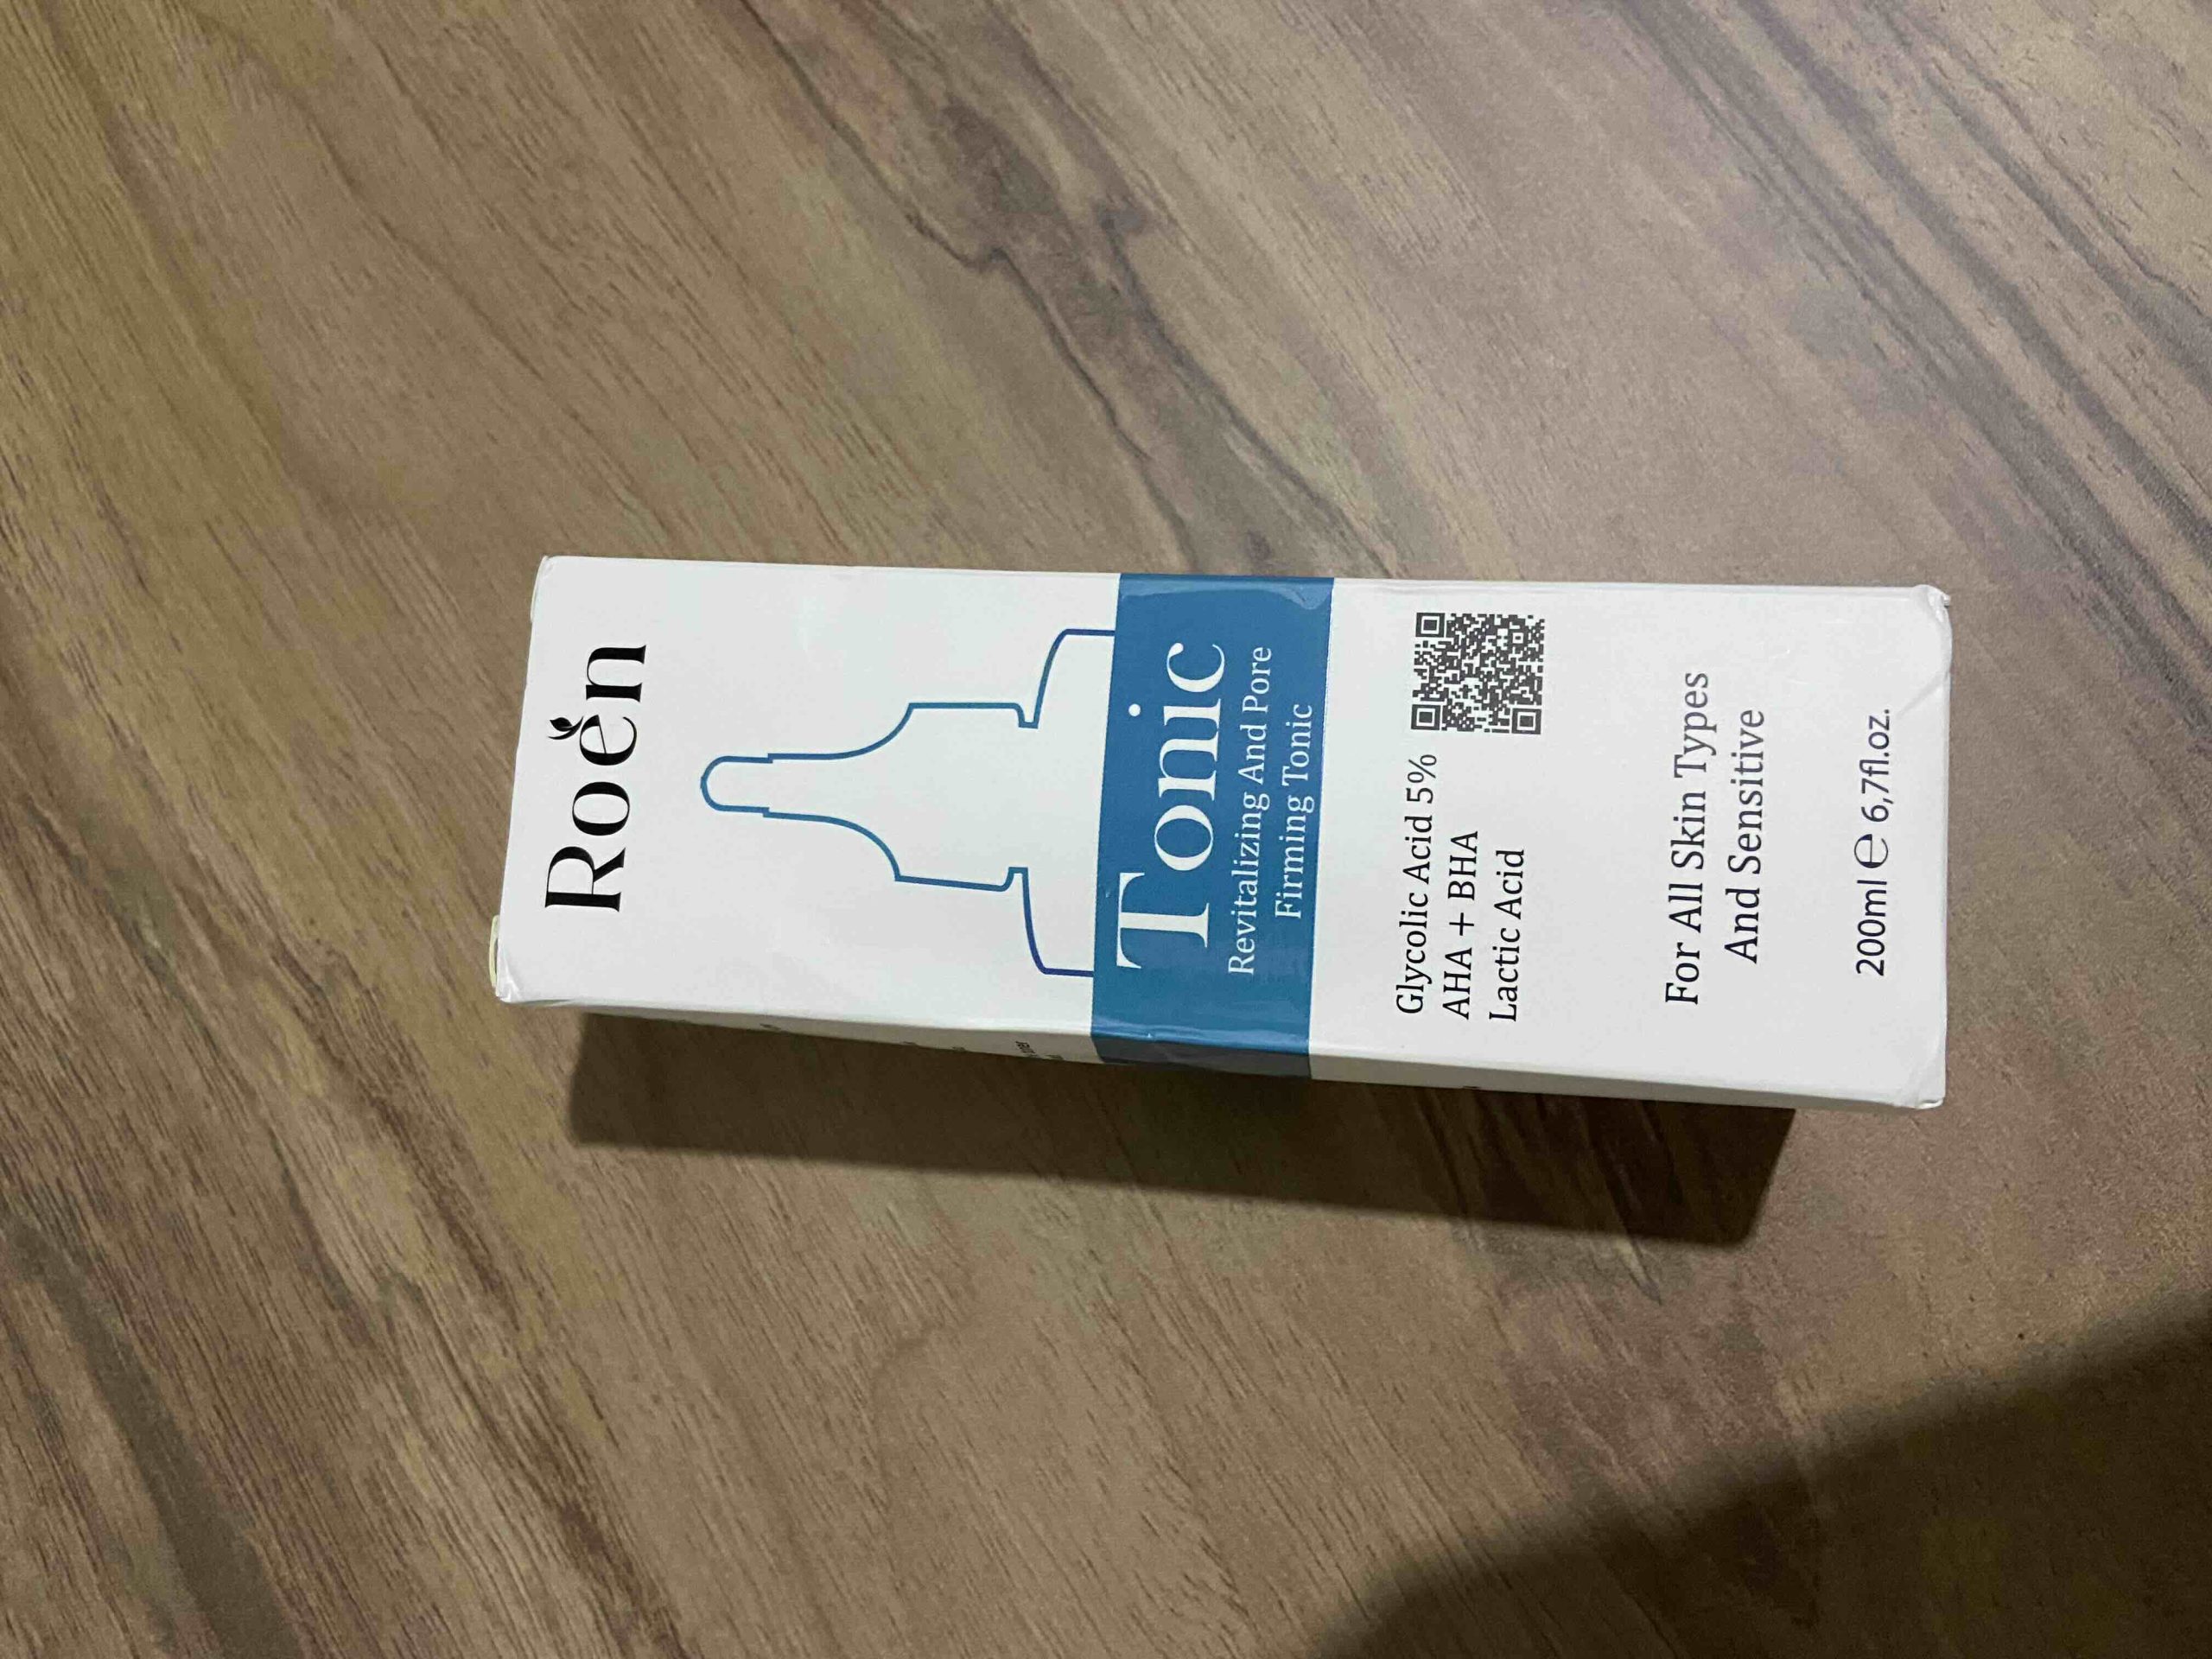 Roen
Tonic
Revitalizing And Pore
Firming Tonic
Glycolic Acid 5%
AHA + BHA
Lactic Acid
For All Skin Types
And Sensitive
200ml ℮ 6,7fl.oz.